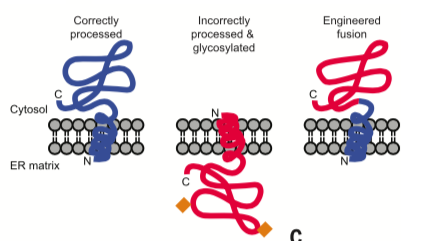 Correctly
processed
Incorrectly
processed &
glycosylated
Engineered
fusion
C
Cytosol
N
ER matrix
N
C
C
N
C